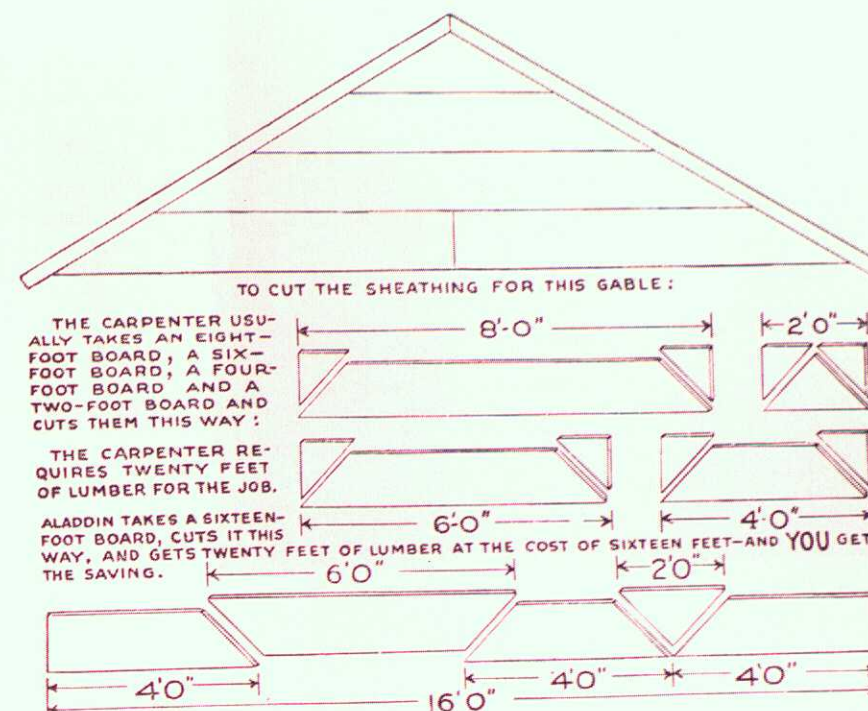 TO CUT THE SHEATHING FOR THIS GABLE:
THE CARPENTER USU-
ALLY TAKES AN EIGHT-
FOOT BOARD, A SIX-
FOOT BOARD, A FOUR-
FOOT BOARD AND A
TWO-FOOT BOARD AND
CUTS THEM THIS WAY:
8'-0"
2'0"
THE CARPENTER RE-
QUIRES TWENTY FEET
OF LUMBER FOR THE JOB.
6'-0"
4'-0"
ALADDIN TAKES A SIXTEEN-
FOOT BOARD, CUTS IT THIS
WAY, AND GETS TWENTY FEET OF LUMBER AT THE COST OF SIXTEEN FEET-AND YOU GET
THE SAVING.
6'0"
2'0"
4'0"
4'0"
4'0"
16'0"